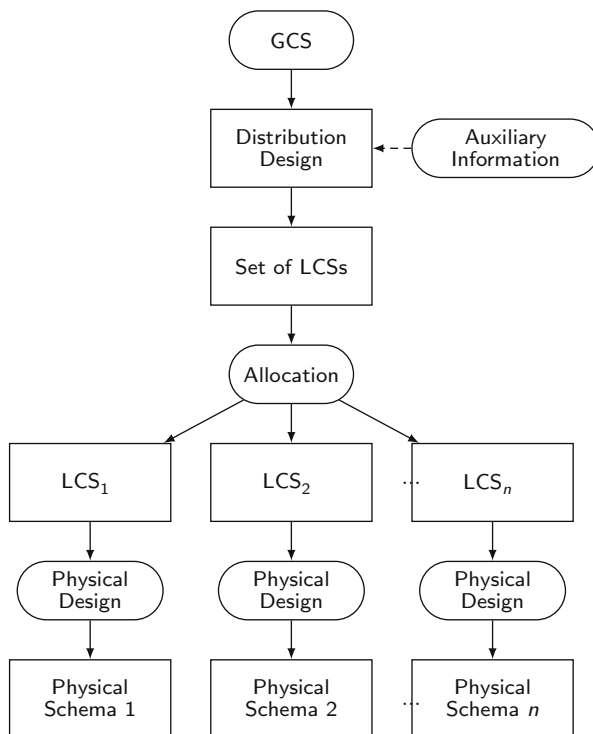 GCS
Distribution
Design
Auxiliary
Information
Set of LCSs
Allocation
LCS₁
LCS₂
...
LCSₙ
Physical
Design
Physical
Design
Physical
Design
Physical
Schema 1
Physical
Schema 2
...
Physical
Schema n